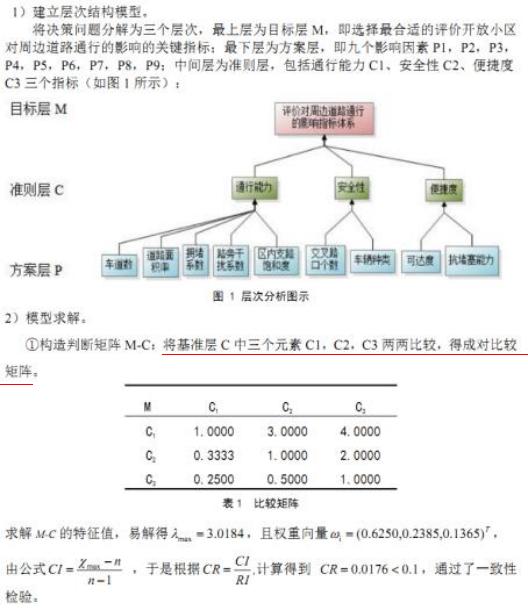 1）建立层次结构模型。
将决策问题分解为三个层次，最上层为目标层 M，即选择最合适的评价开放小区
对周边道路通行的影响的关键指标；最下层为方案层，即九个影响因素 P1，P2，P3，
P4，P5，P6，P7，P8，P9；中间层为准则层，包括通行能力 C1、安全性 C2、便捷度
C3 三个指标（如图 1 所示）：
目标层 M
评价对周边道路通行
的影响指标体系
准则层 C
通行能力
安全性
便捷度
方案层 P
车道数
道路面
积率
拥堵
系数
路旁干
扰系数
区内支路
饱和度
交叉路
口个数
车辆种类
可达度
抗堵塞能力
图 1 层次分析图示
2）模型求解。
①构造判断矩阵 M-C：将基准层 C 中三个元素 C1，C2，C3 两两比较，得成对比较
矩阵。
M C₁ C₂ C₃
C₁ 1.0000 3.0000 4.0000
C₂ 0.3333 1.0000 2.0000
C₃ 0.2500 0.5000 1.0000
表 1 比较矩阵
求解 M-C 的特征值，易解得 λmax = 3.0184，且权重向量 ω₁ = (0.6250,0.2385,0.1365)ᵀ，
由公式 CI = (χmax − n)/(n−1)，于是根据 CR = CI/RI，计算得到 CR = 0.0176 < 0.1，通过了一致性
检验。